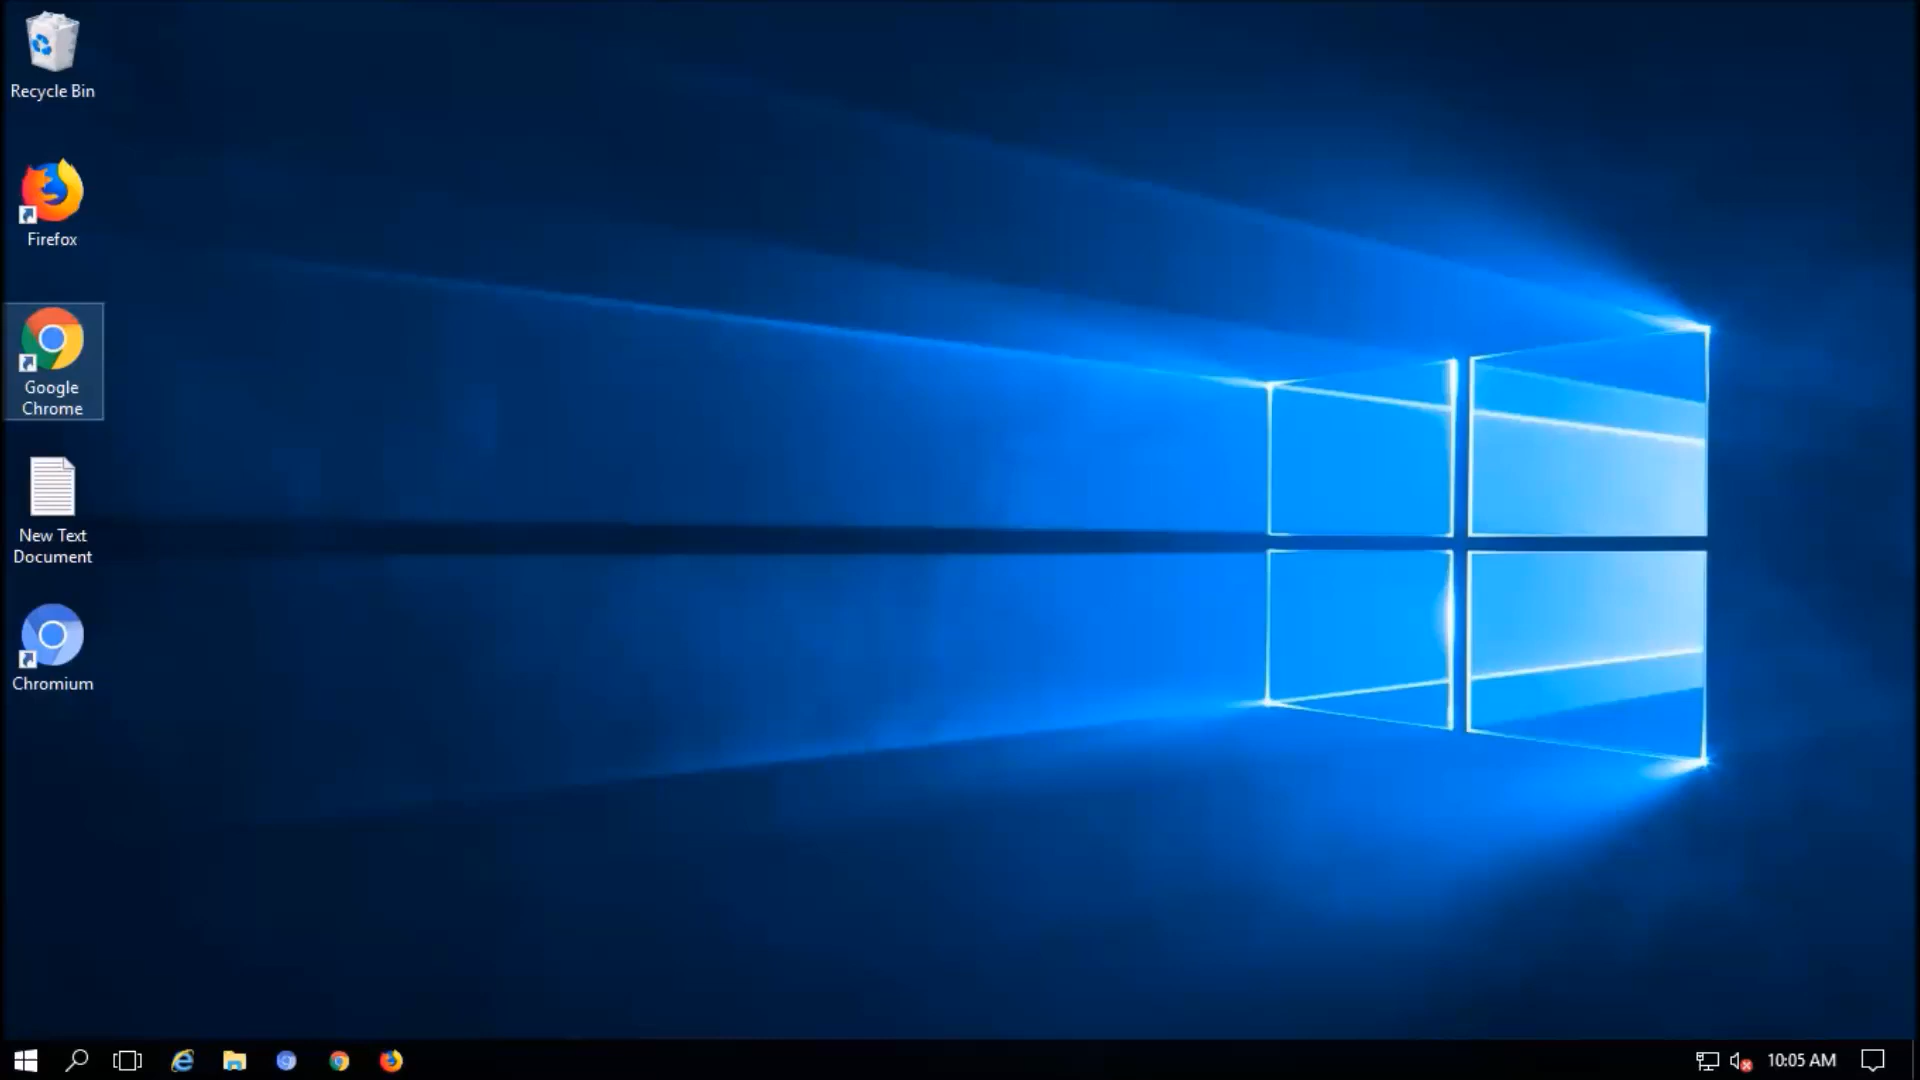 Recycle Bin
Firefox
Google
Chrome
New Text
Document
Chromium
10:05 AM